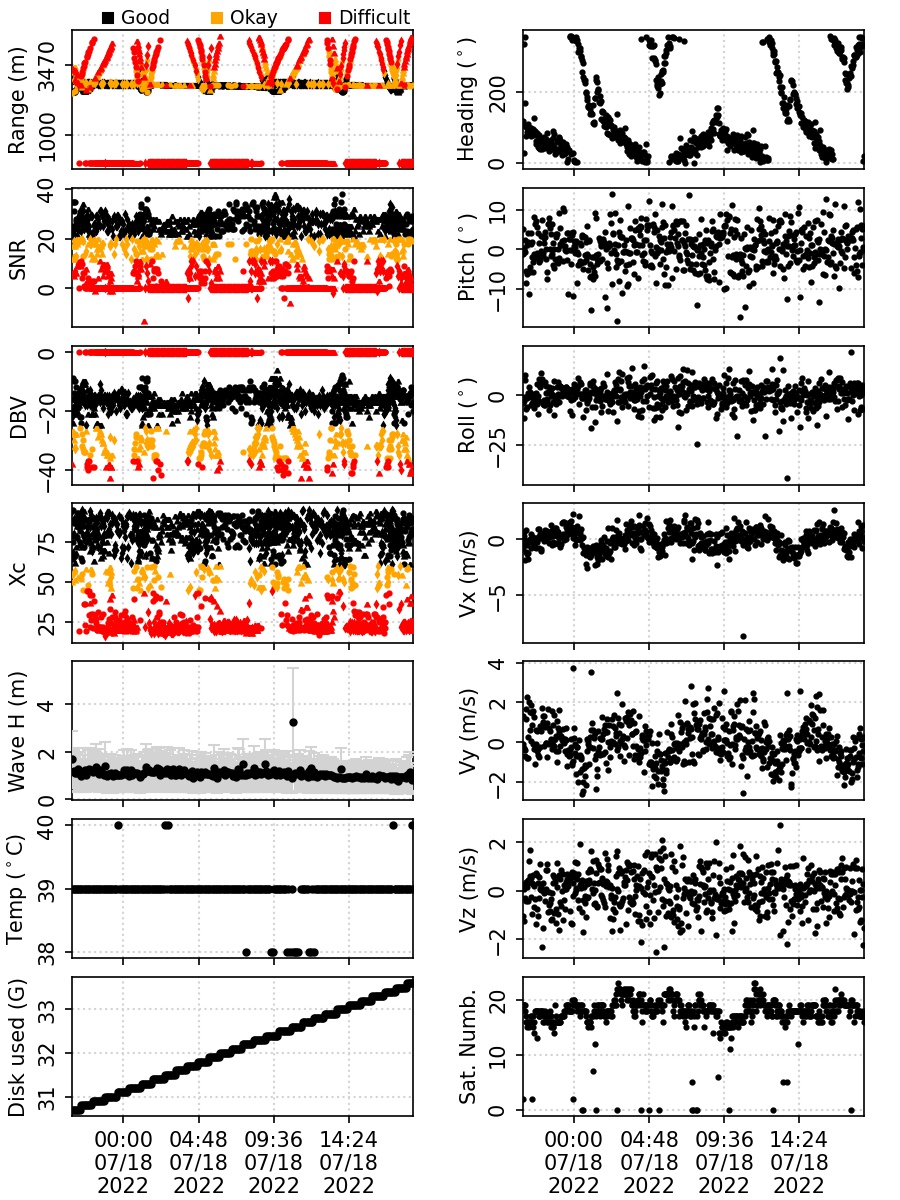 Good Okay Difficult
Range (m)
3470
1000
Heading (°)
200
0
SNR
40
20
0
Pitch (°)
10
0
−10
DBV
0
−20
−40
Roll (°)
0
−25
Xc
75
50
25
Vx (m/s)
0
−5
Wave H (m)
4
2
0
Vy (m/s)
4
2
0
−2
Temp (°C)
40
39
38
Vz (m/s)
2
0
−2
Disk used (G)
33
32
31
Sat. Numb.
20
10
0
00:00 04:48 09:36 14:24
07/18 07/18 07/18 07/18
2022 2022 2022 2022
00:00 04:48 09:36 14:24
07/18 07/18 07/18 07/18
2022 2022 2022 2022